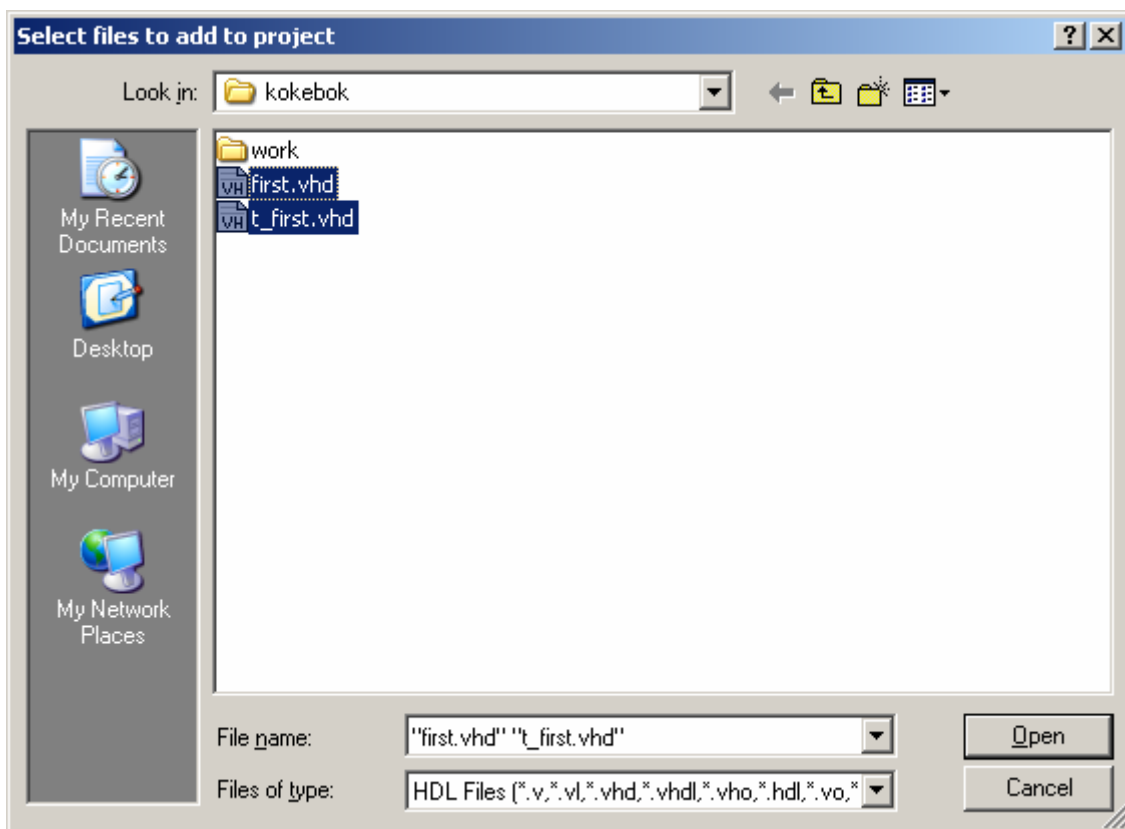 Select files to add to project
Look in:
kokebok
My Recent
Documents
Desktop
My Computer
My Network
Places
work
first.vhd
t_first.vhd
File name:
"first.vhd" "t_first.vhd"
Open
Files of type:
HDL Files (*.v,*.vl,*.vhd,*.vhdl,*.vho,*.hdl,*.vo,*
Cancel